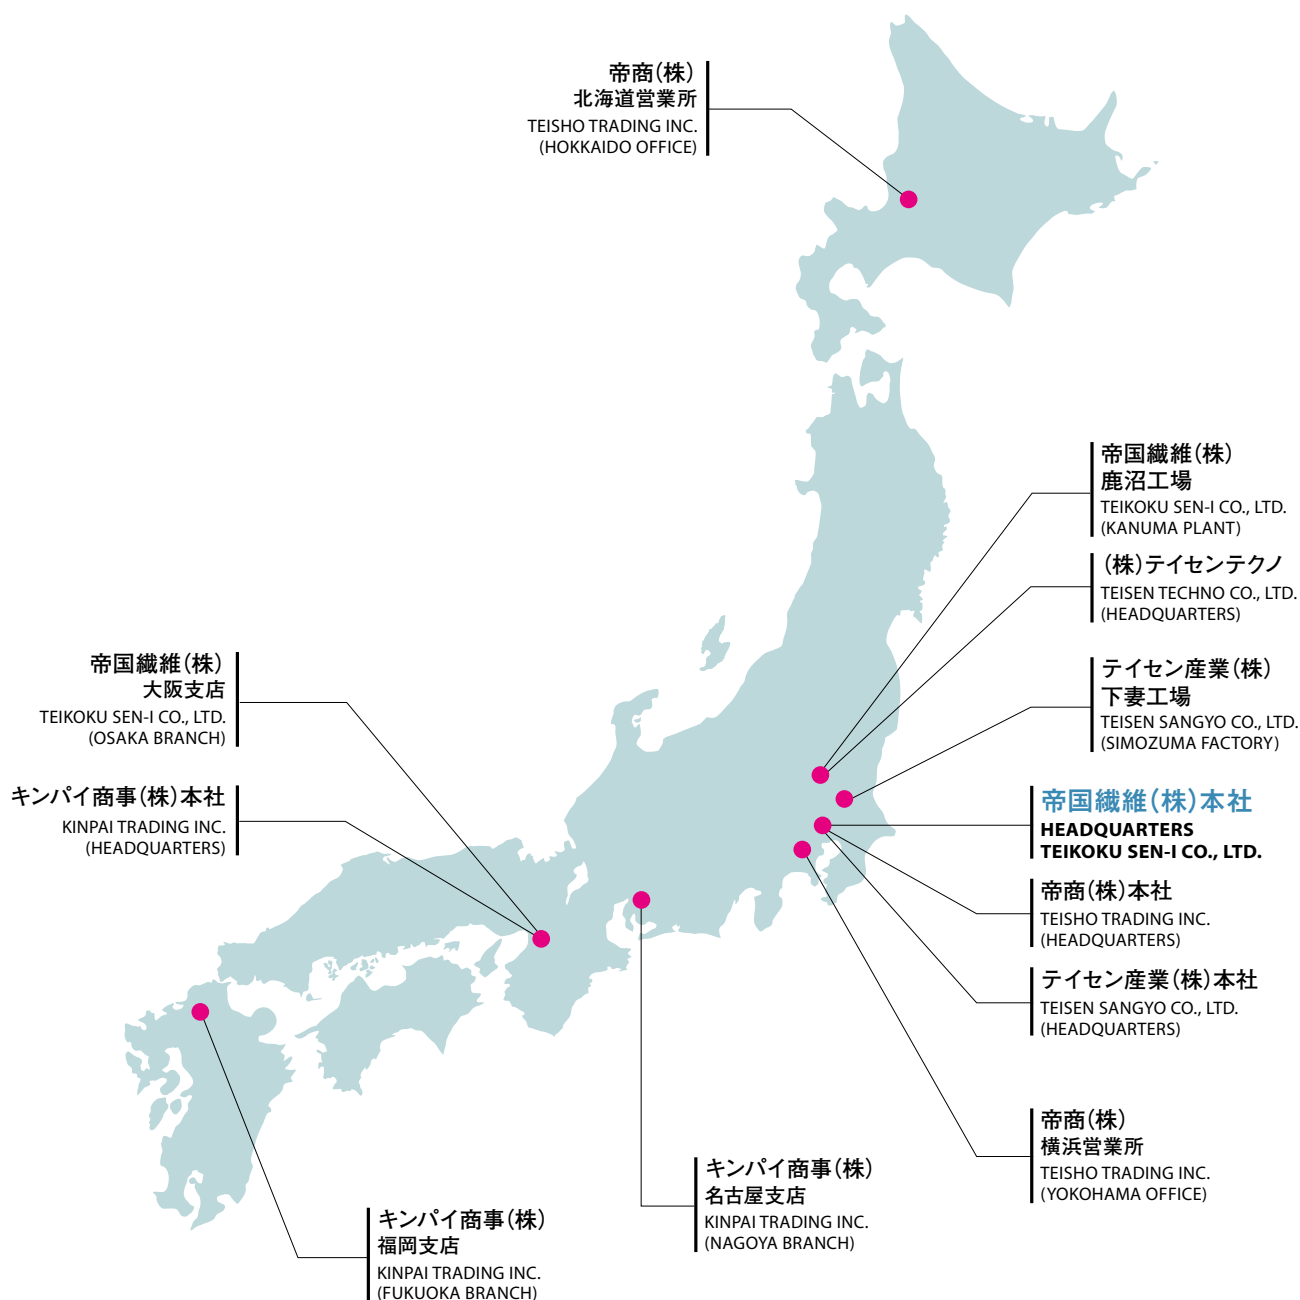 帝商(株)
北海道営業所
TEISHO TRADING INC.
(HOKKAIDO OFFICE)
帝国繊維(株)
鹿沼工場
TEIKOKU SEN-I CO., LTD.
(KANUMA PLANT)
(株)テイセンテクノ
TEISEN TECHNO CO., LTD.
(HEADQUARTERS)
テイセン産業(株)
下妻工場
TEISEN SANGYO CO., LTD.
(SIMOZUMA FACTORY)
帝国繊維(株)本社
HEADQUARTERS
TEIKOKU SEN-I CO., LTD.
帝商(株)本社
TEISHO TRADING INC.
(HEADQUARTERS)
テイセン産業(株)本社
TEISEN SANGYO CO., LTD.
(HEADQUARTERS)
帝商(株)
横浜営業所
TEISHO TRADING INC.
(YOKOHAMA OFFICE)
帝国繊維(株)
大阪支店
TEIKOKU SEN-I CO., LTD.
(OSAKA BRANCH)
キンパイ商事(株)本社
KINPAI TRADING INC.
(HEADQUARTERS)
キンパイ商事(株)
名古屋支店
KINPAI TRADING INC.
(NAGOYA BRANCH)
キンパイ商事(株)
福岡支店
KINPAI TRADING INC.
(FUKUOKA BRANCH)